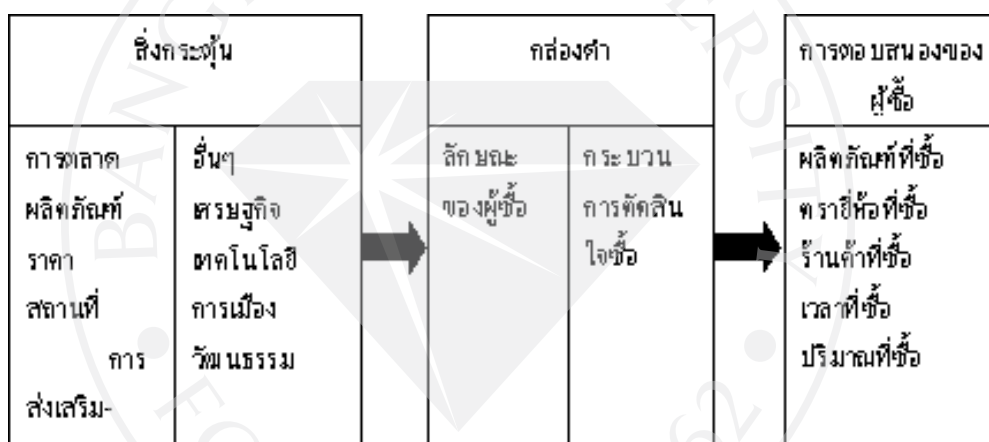 สิ่งกระตุ้น
การตลาด
ผลิตภัณฑ์
ราคา
สถานที่
การ
ส่งเสริม-
อื่นๆ
เศรษฐกิจ
เทคโนโลยี
การเมือง
วัฒนธรรม
กล่องดำ
ลักษณะ
ของผู้ซื้อ
กระบวน
การตัดสิน
ใจซื้อ
การตอบสนองของ
ผู้ซื้อ
ผลิตภัณฑ์ที่ซื้อ
ตรายี่ห้อที่ซื้อ
ร้านค้าที่ซื้อ
เวลาที่ซื้อ
ปริมาณที่ซื้อ